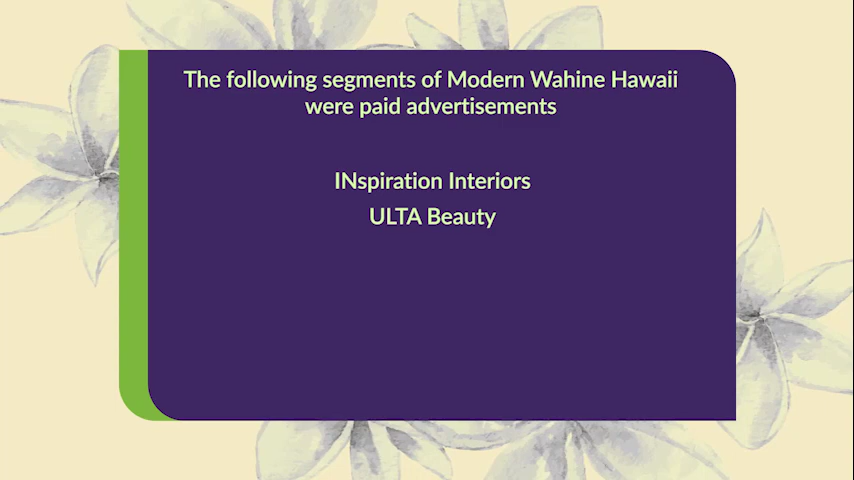 The following segments of Modern Wahine Hawaii
were paid advertisements
INspiration Interiors
ULTA Beauty